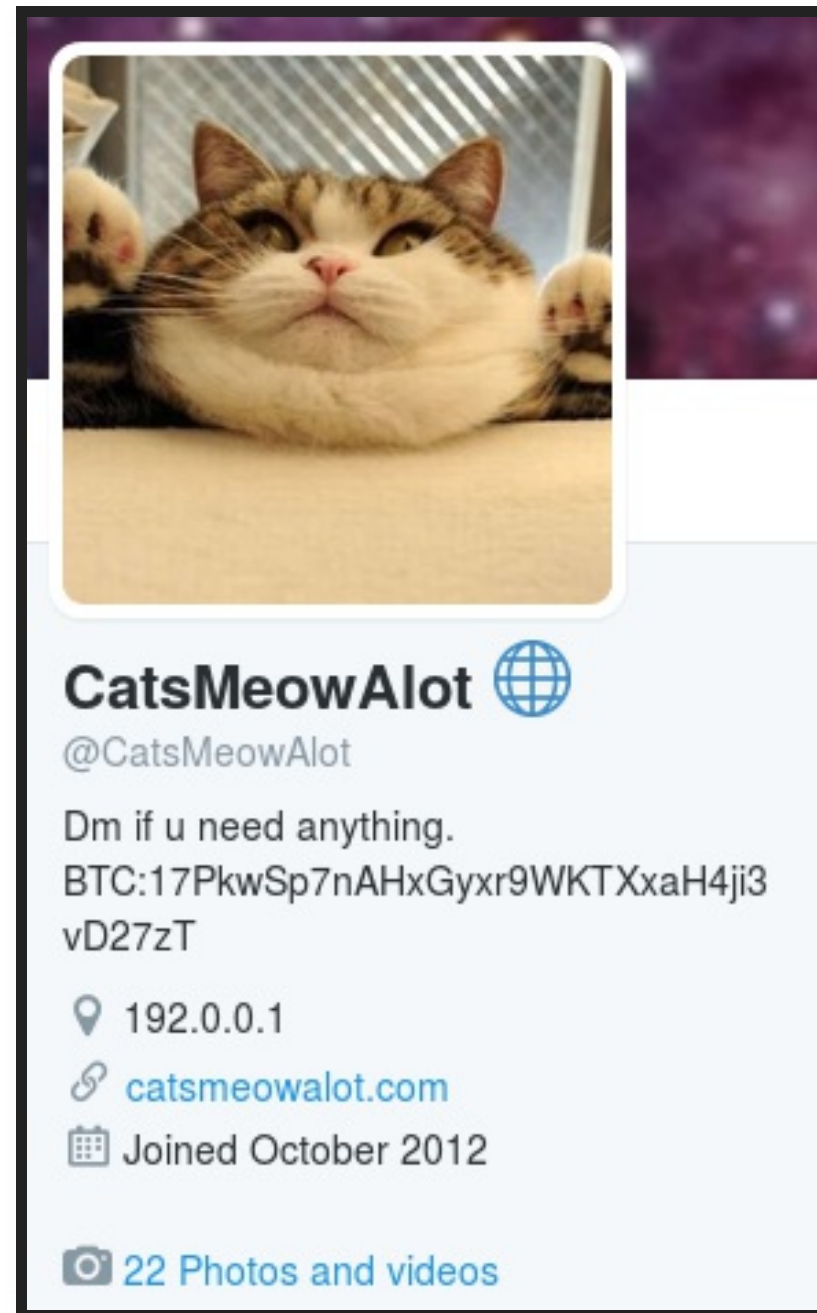 CatsMeowAlot
@CatsMeowAlot
Dm if u need anything.
BTC:17PkwSp7nAHxGyxr9WKTXxaH4ji3
vD27zT
192.0.0.1
catsmeowalot.com
Joined October 2012
22 Photos and videos